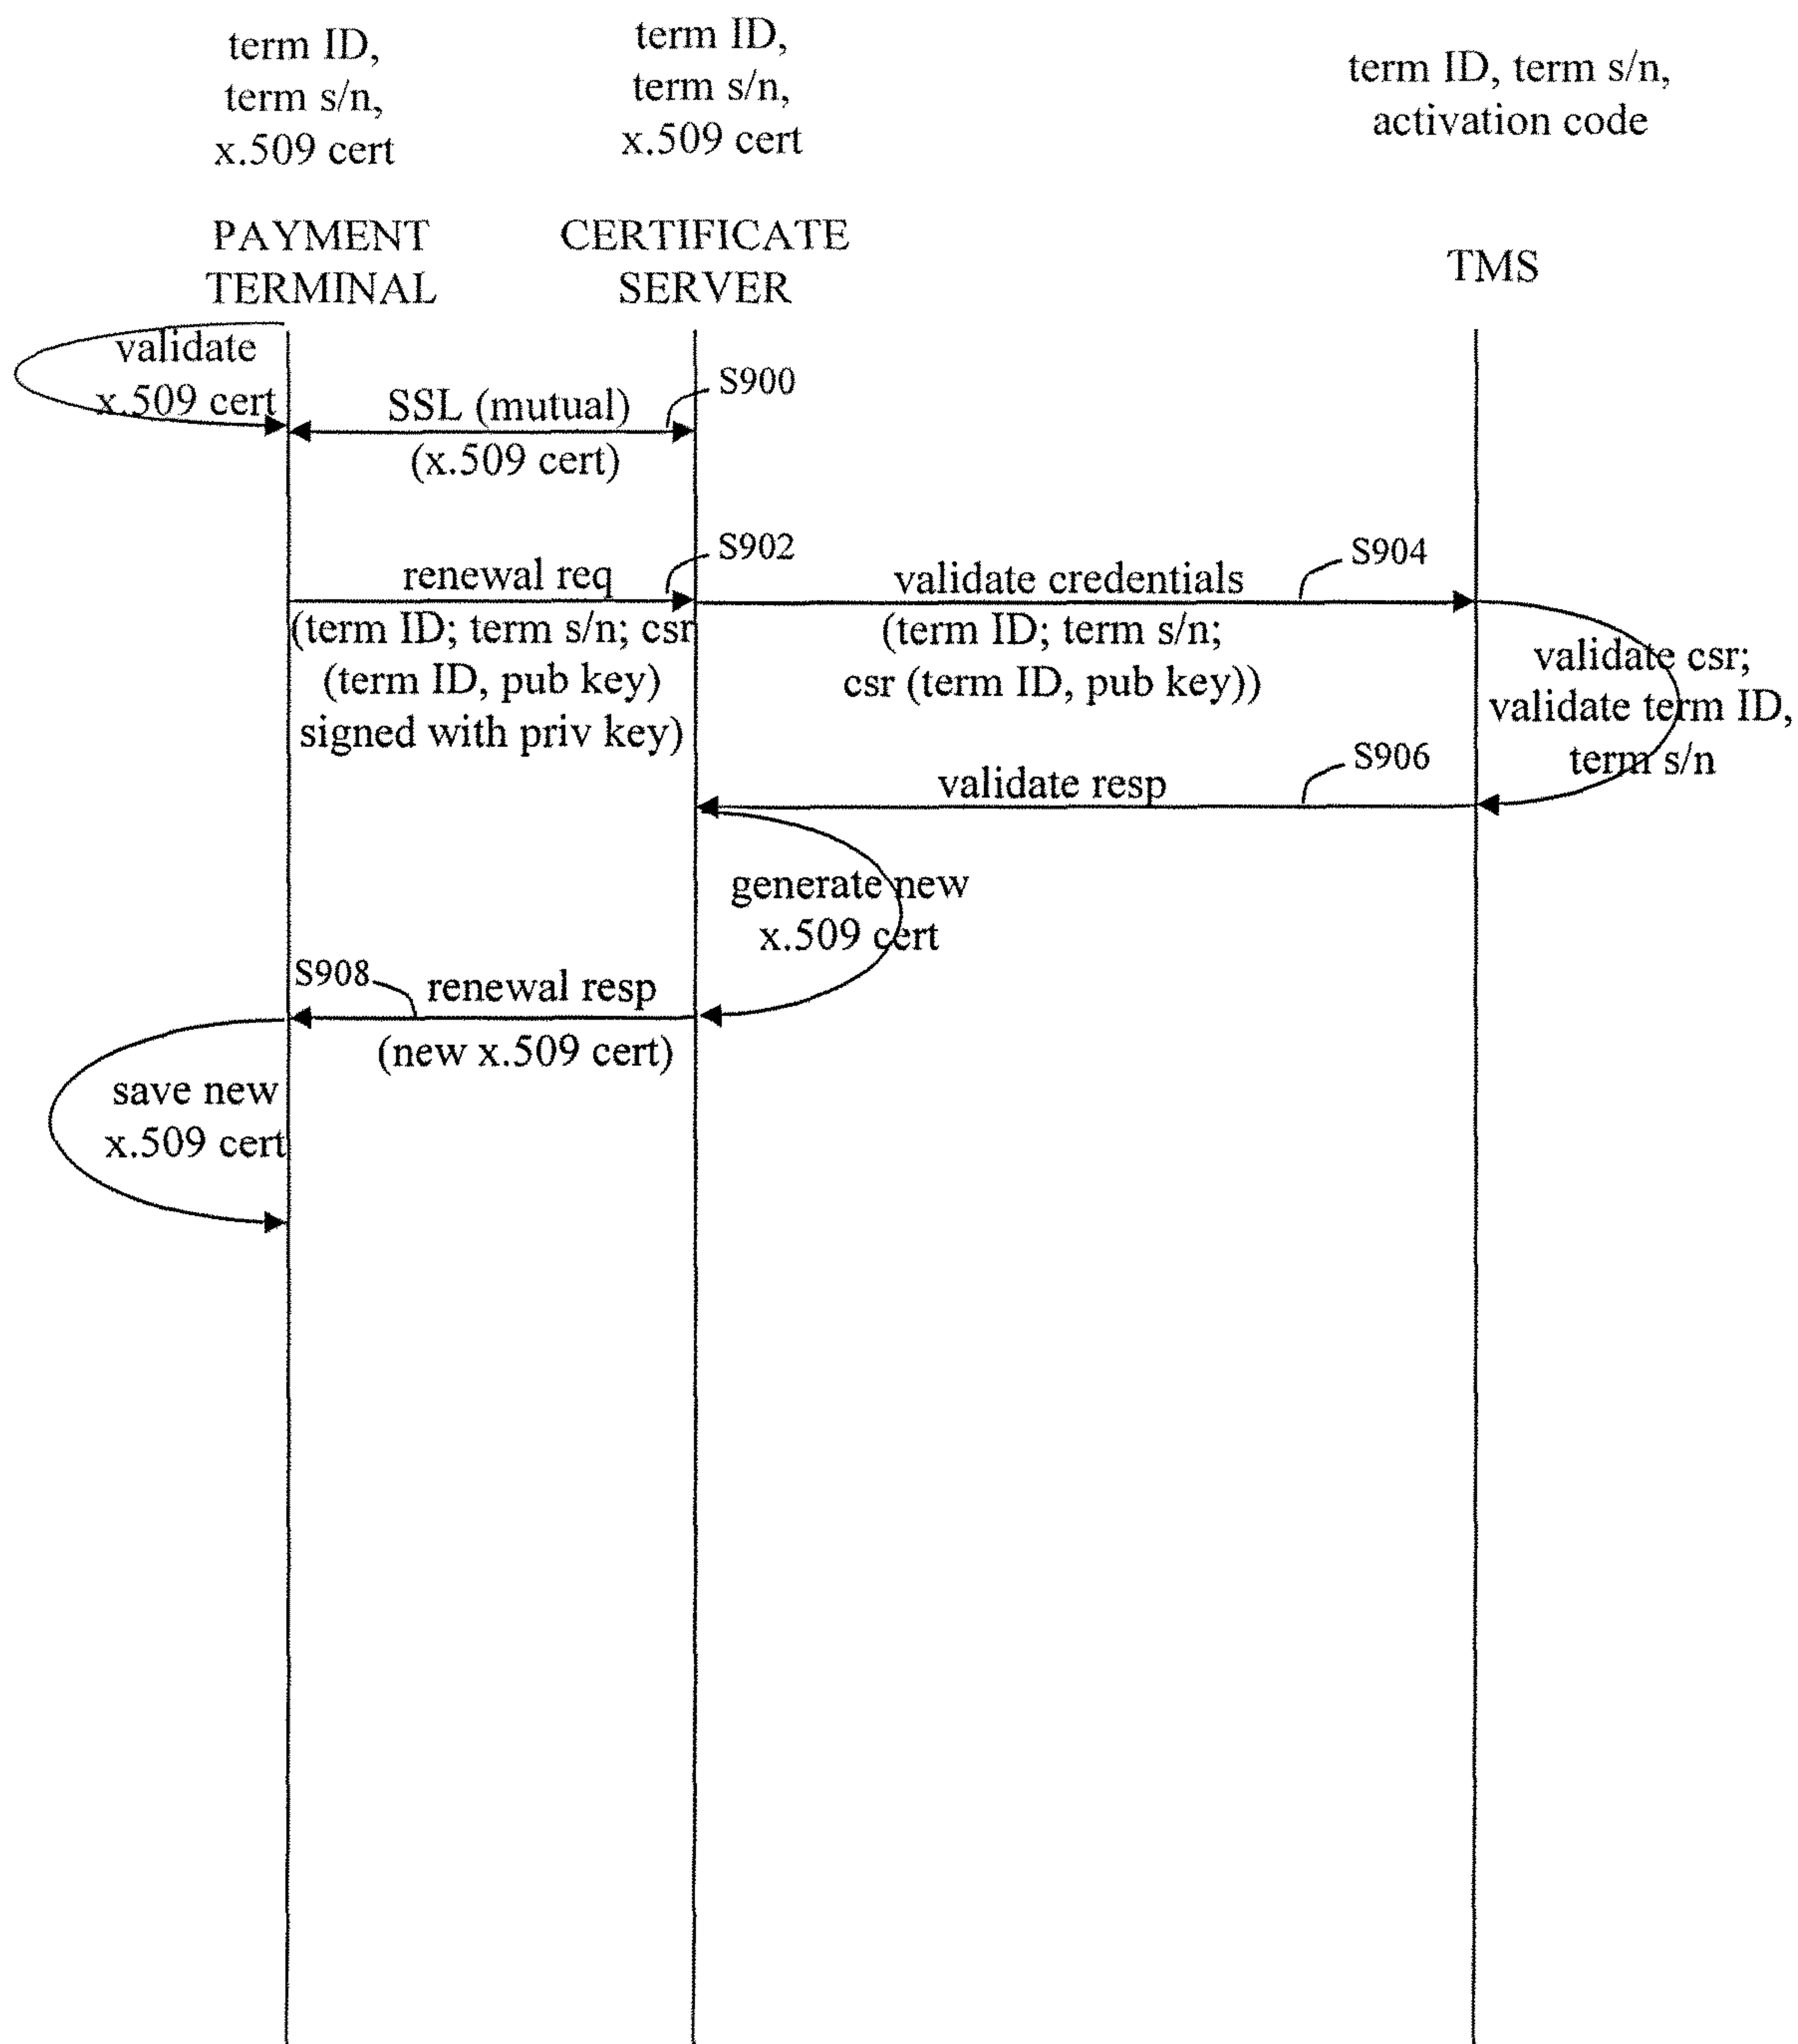 term ID,
term s/n,
x.509 cert
term ID,
term s/n,
x.509 cert
term ID, term s/n,
activation code
PAYMENT
TERMINAL
CERTIFICATE
SERVER
TMS
validate
x.509 cert
SSL (mutual)
(x.509 cert)
S900
renewal req
(term ID; term s/n; csr
(term ID, pub key)
signed with priv key)
S902
validate credentials
(term ID; term s/n;
csr (term ID, pub key))
S904
validate csr;
validate term ID,
term s/n
validate resp
S906
generate new
x.509 cert
S908
renewal resp
(new x.509 cert)
save new
x.509 cert